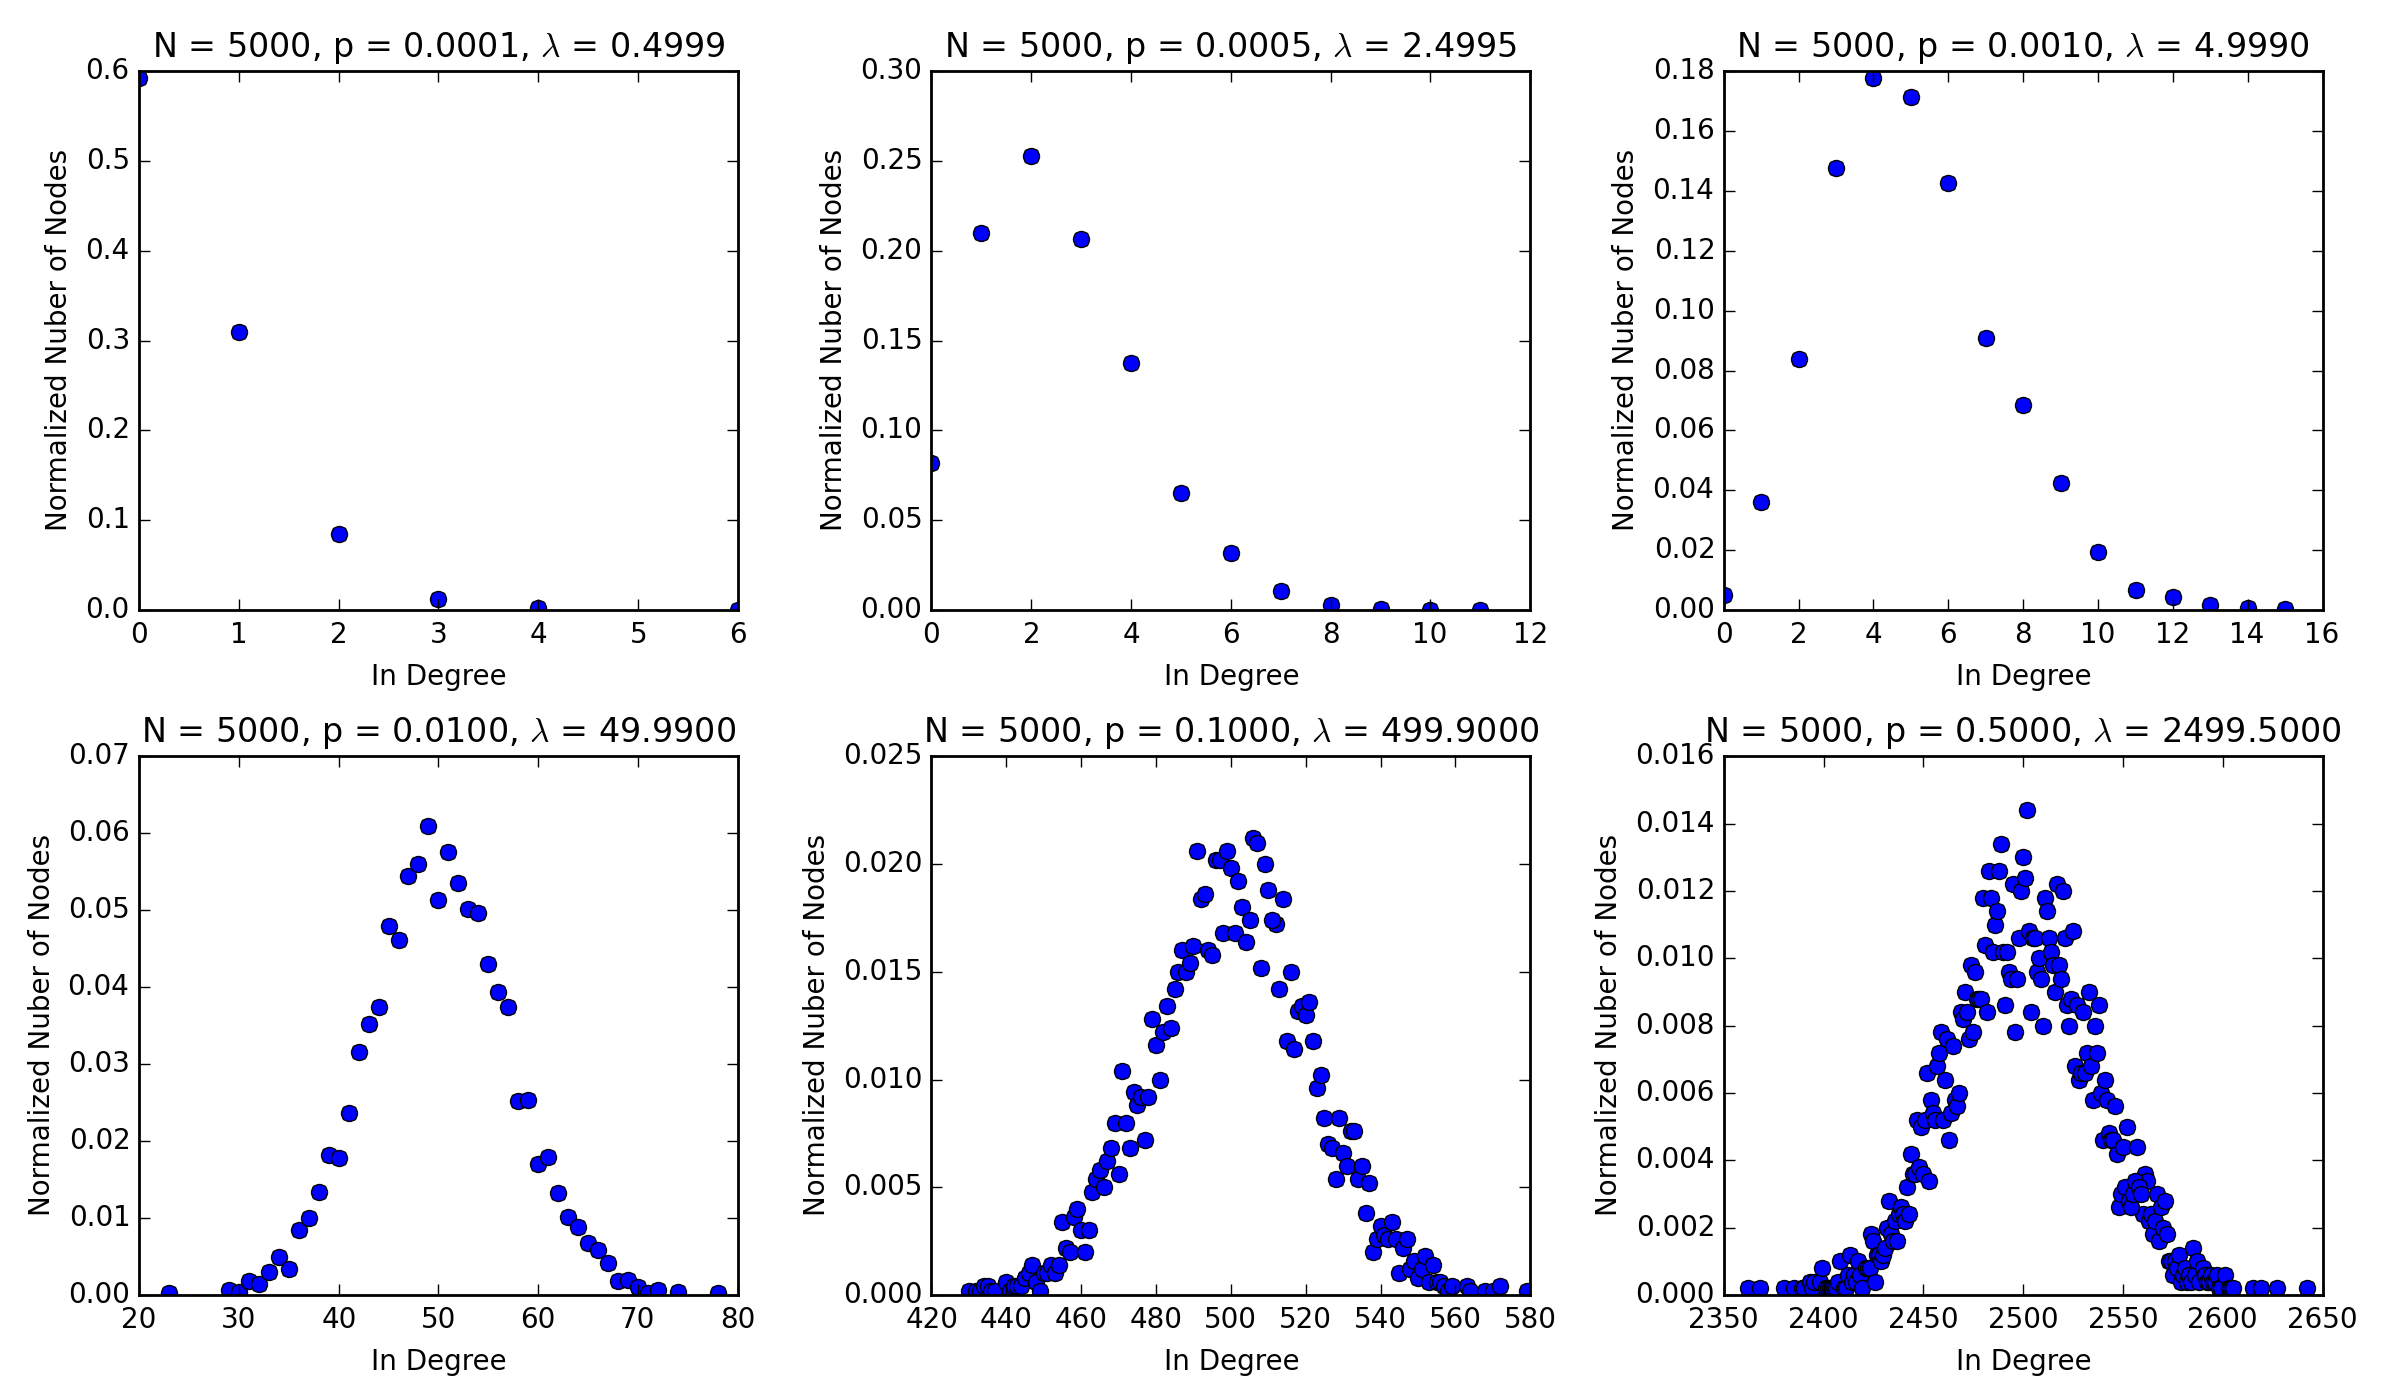 N = 5000, p = 0.0001, λ = 0.4999
0.6
0.5
0.4
0.3
0.2
0.1
0.0
Normalized Nuber of Nodes
0 1 2 3 4 5 6
In Degree
N = 5000, p = 0.0005, λ = 2.4995
0.30
0.25
0.20
0.15
0.10
0.05
0.00
Normalized Nuber of Nodes
0 2 4 6 8 10 12
In Degree
N = 5000, p = 0.0010, λ = 4.9990
0.18
0.16
0.14
0.12
0.10
0.08
0.06
0.04
0.02
0.00
Normalized Nuber of Nodes
0 2 4 6 8 10 12 14 16
In Degree
N = 5000, p = 0.0100, λ = 49.9900
0.07
0.06
0.05
0.04
0.03
0.02
0.01
0.00
Normalized Nuber of Nodes
20 30 40 50 60 70 80
In Degree
N = 5000, p = 0.1000, λ = 499.9000
0.025
0.020
0.015
0.010
0.005
0.000
Normalized Nuber of Nodes
420 440 460 480 500 520 540 560 580
In Degree
N = 5000, p = 0.5000, λ = 2499.5000
0.016
0.014
0.012
0.010
0.008
0.006
0.004
0.002
0.000
Normalized Nuber of Nodes
2350 2400 2450 2500 2550 2600 2650
In Degree